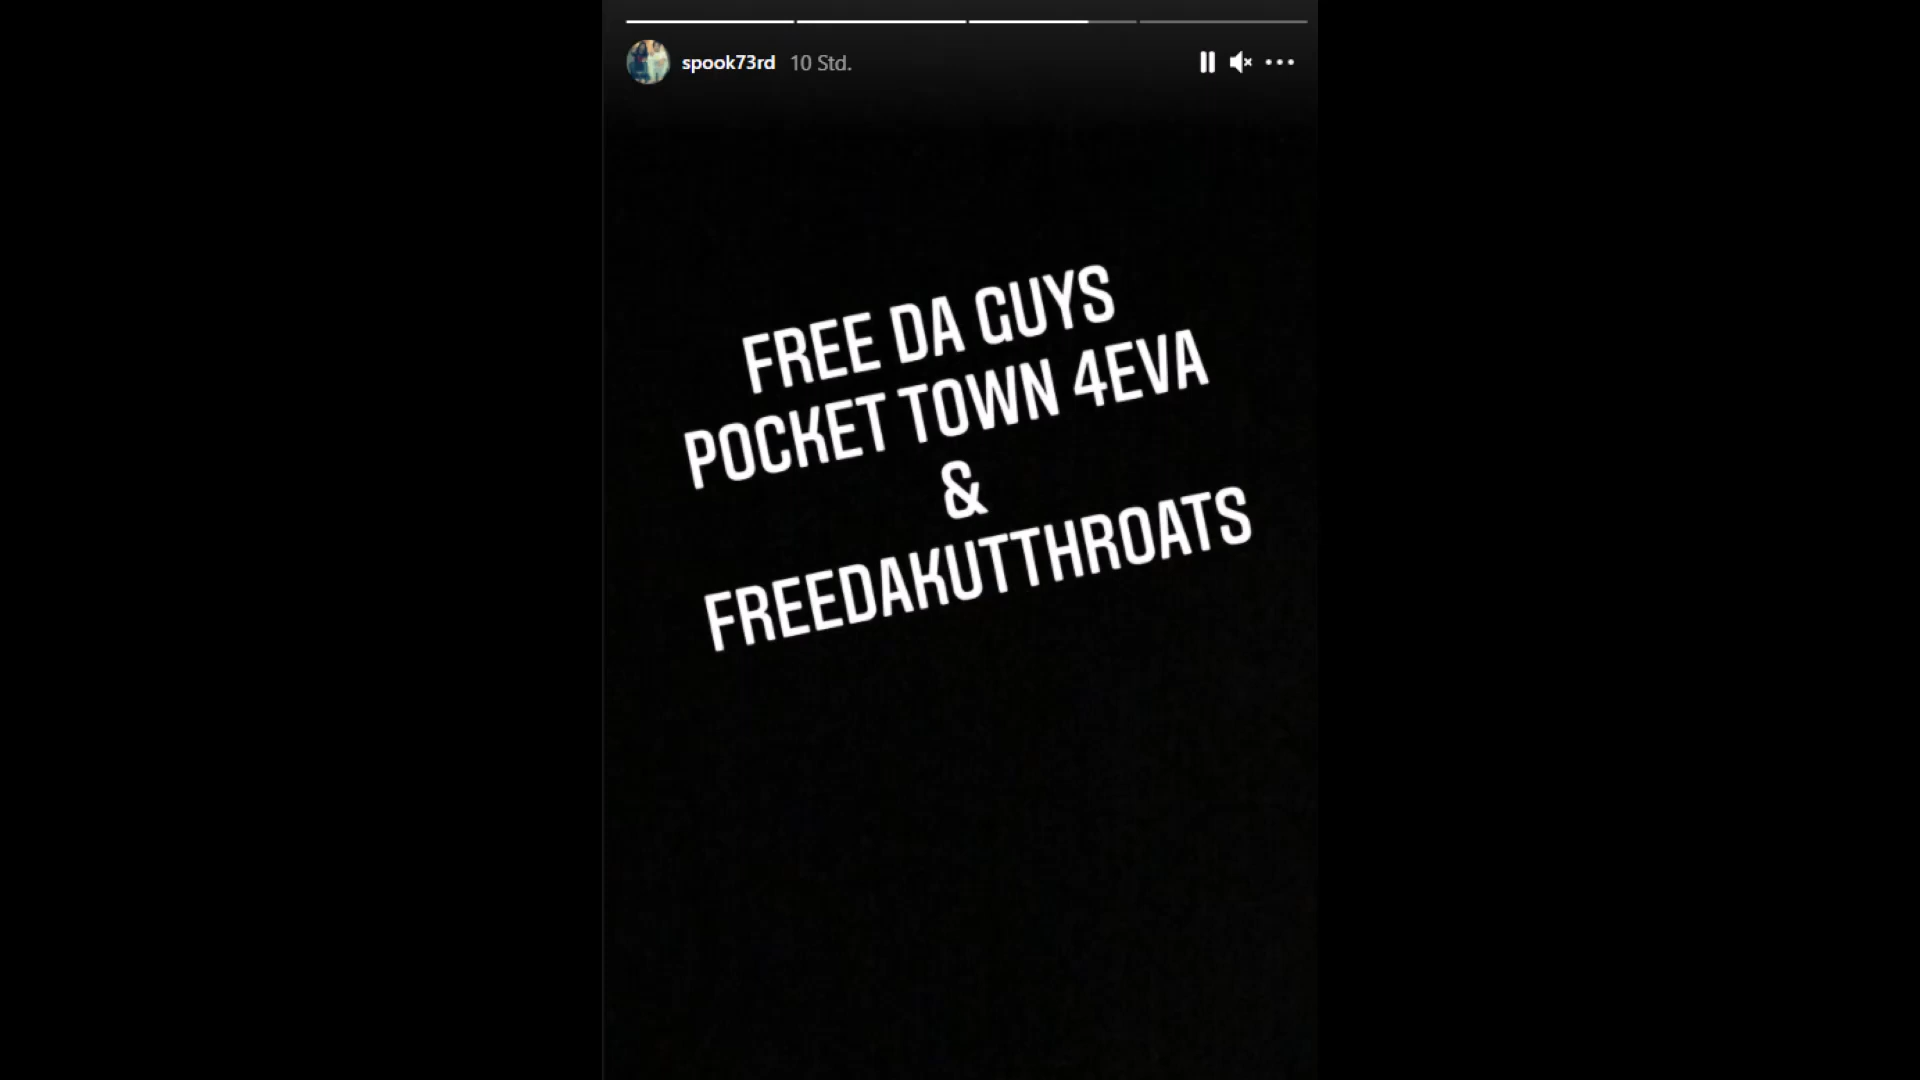 spook73rd 10 Std.
FREE DA GUYS
POCKET TOWN 4EVA
&
FREEDAKUTTHROATS